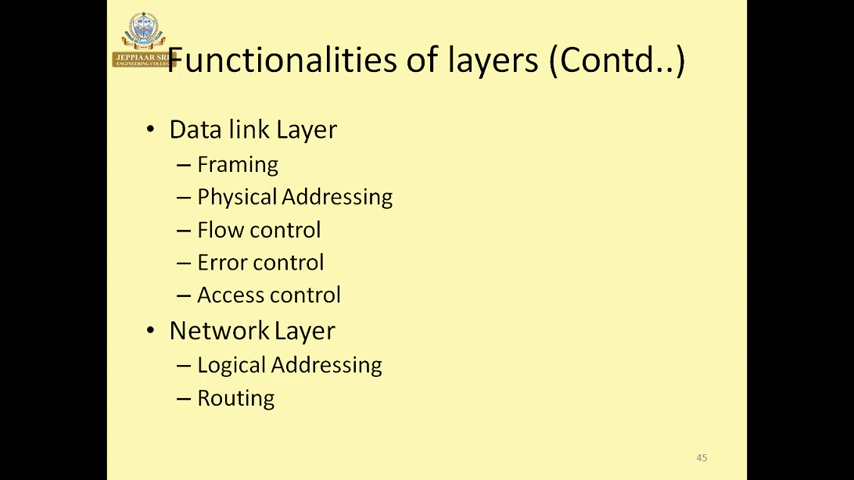 JEPPIAAR SRR
ENGINEERING COLLEGE
Functionalities of layers (Contd..)
• Data link Layer
– Framing
– Physical Addressing
– Flow control
– Error control
– Access control
• Network Layer
– Logical Addressing
– Routing
45